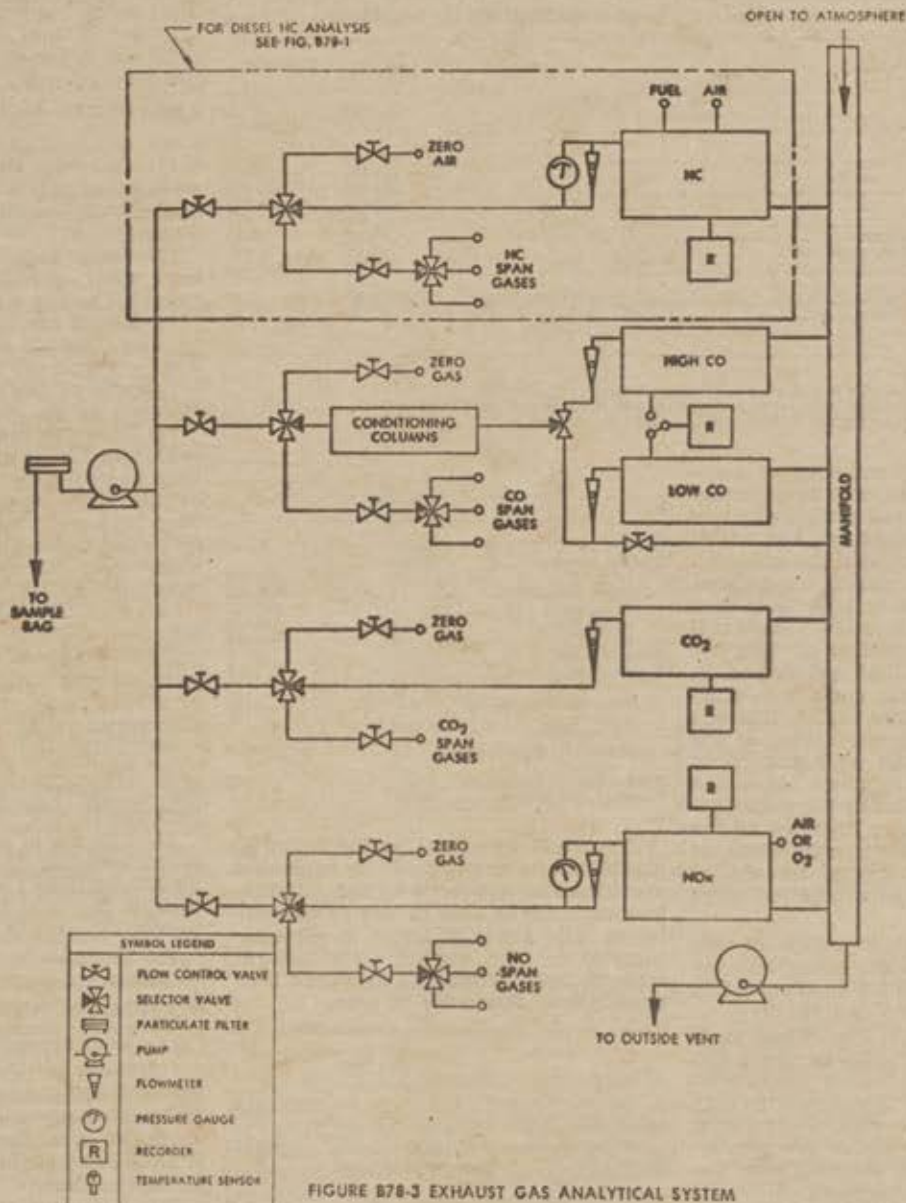 OPEN TO ATMOSPHERE
FOR DIESEL HC ANALYSIS
SEE FIG. B78-1
FUEL AIR
ZERO
AIR
HC
R
HC
SPAN
GASES
ZERO
GAS
HIGH CO
CONDITIONING
COLUMNS
R
LOW CO
CO
SPAN
GASES
MANIFOLD
TO
SAMPLE
BAG
ZERO
GAS
CO2
R
CO2
SPAN
GASES
R
ZERO
GAS
AIR
OR
O2
NOx
NO
SPAN
GASES
TO OUTSIDE VENT
SYMBOL LEGEND
FLOW CONTROL VALVE
SELECTOR VALVE
PARTICULATE FILTER
PUMP
FLOWMETER
PRESSURE GAUGE
R RECORDER
TEMPERATURE SENSOR
FIGURE B78-3 EXHAUST GAS ANALYTICAL SYSTEM